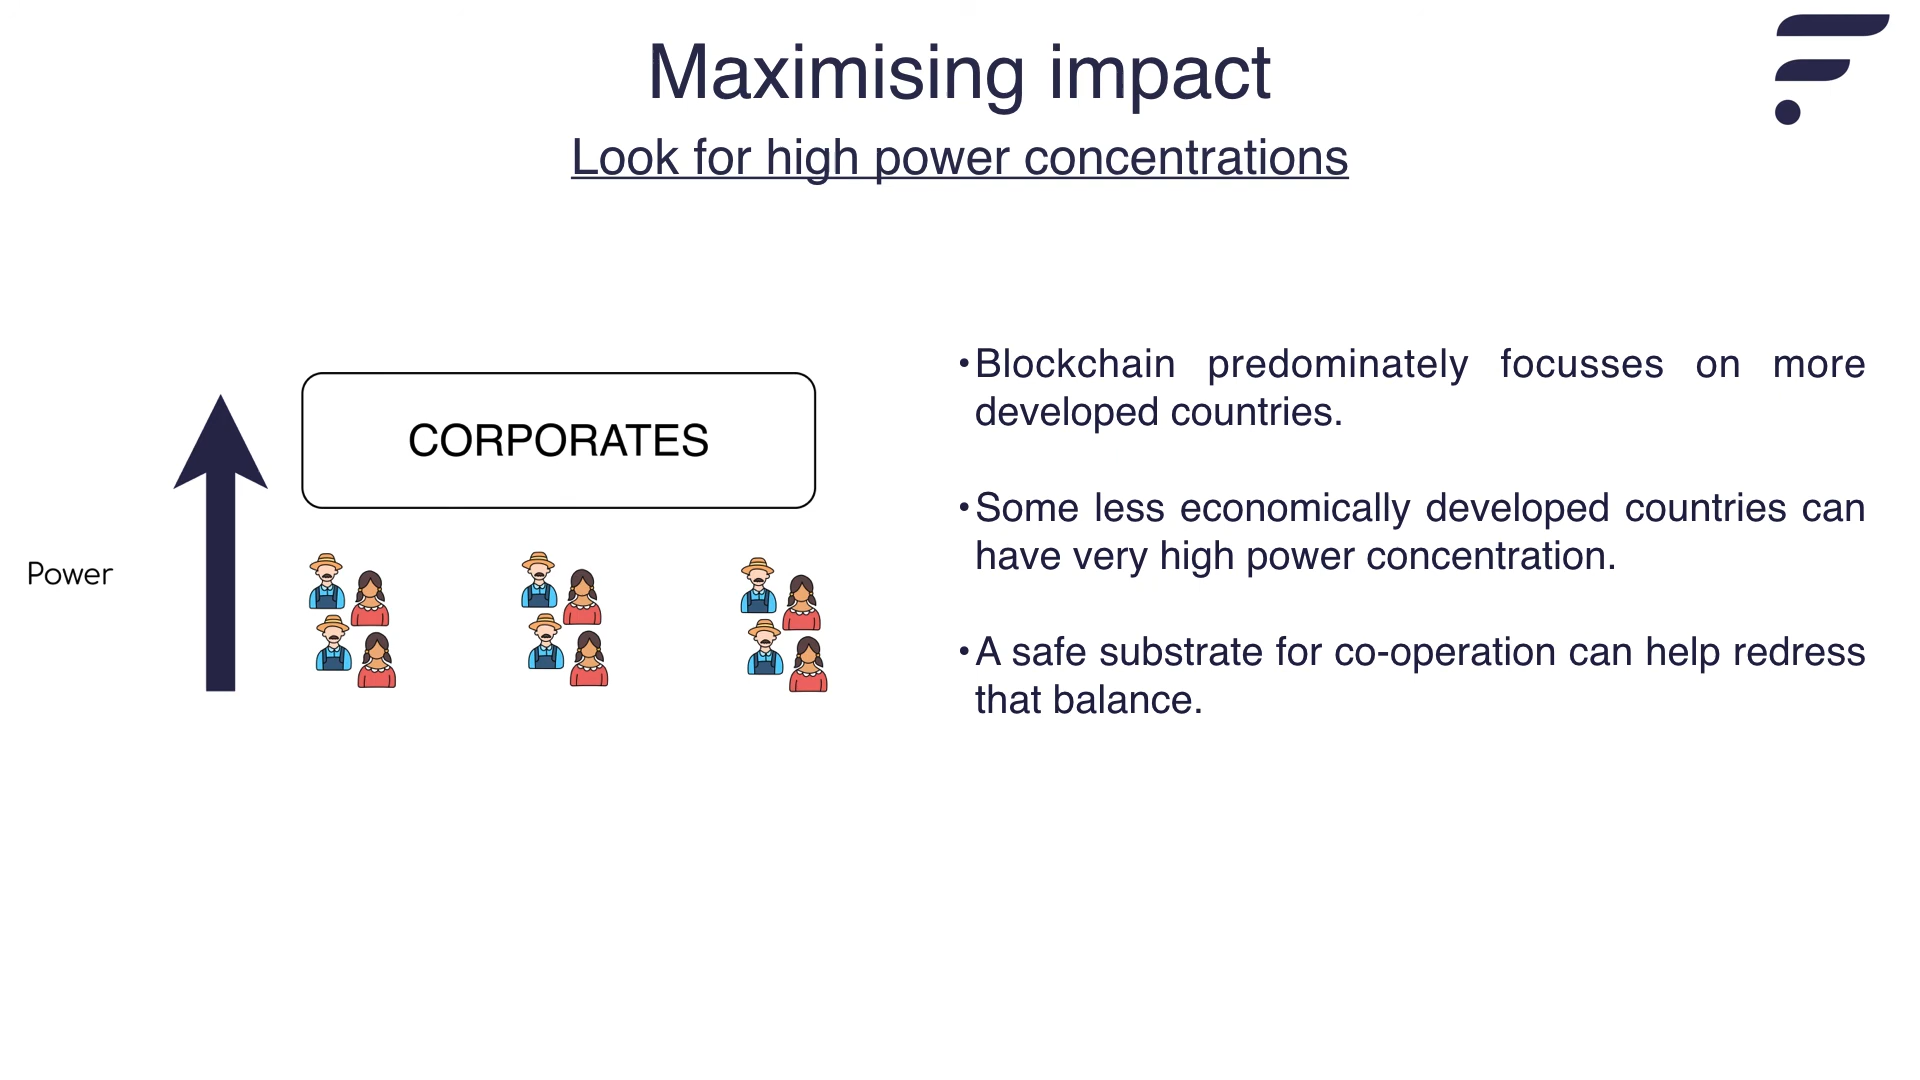 Maximising impact
Look for high power concentrations
CORPORATES
Power
•Blockchain predominately focusses on more
developed countries.
•Some less economically developed countries can
have very high power concentration.
•A safe substrate for co-operation can help redress
that balance.